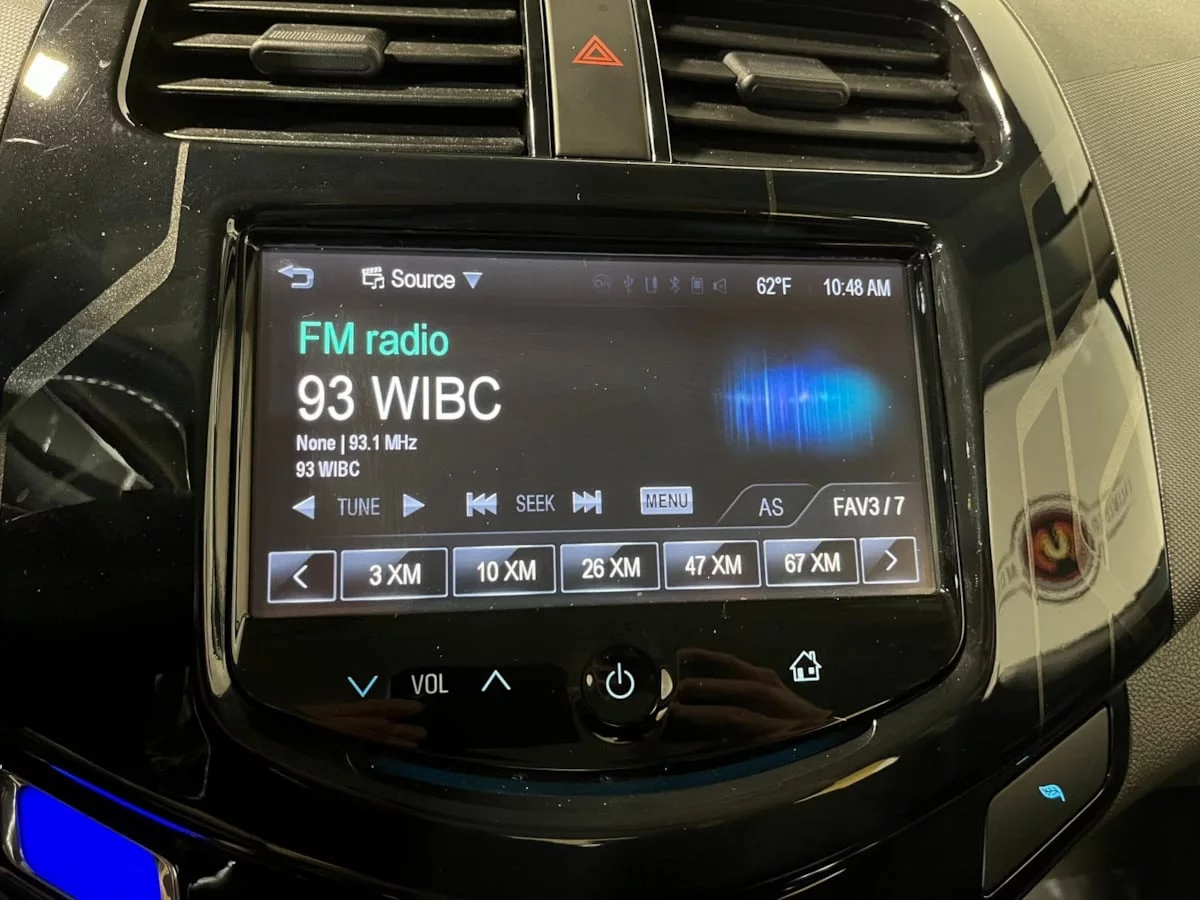 Source 62°F 10:48 AM
FM radio
93 WIBC
None | 93.1 MHz
93 WIBC
TUNE SEEK MENU AS FAV3 / 7
< 3 XM 10 XM 26 XM 47 XM 67 XM >
VOL